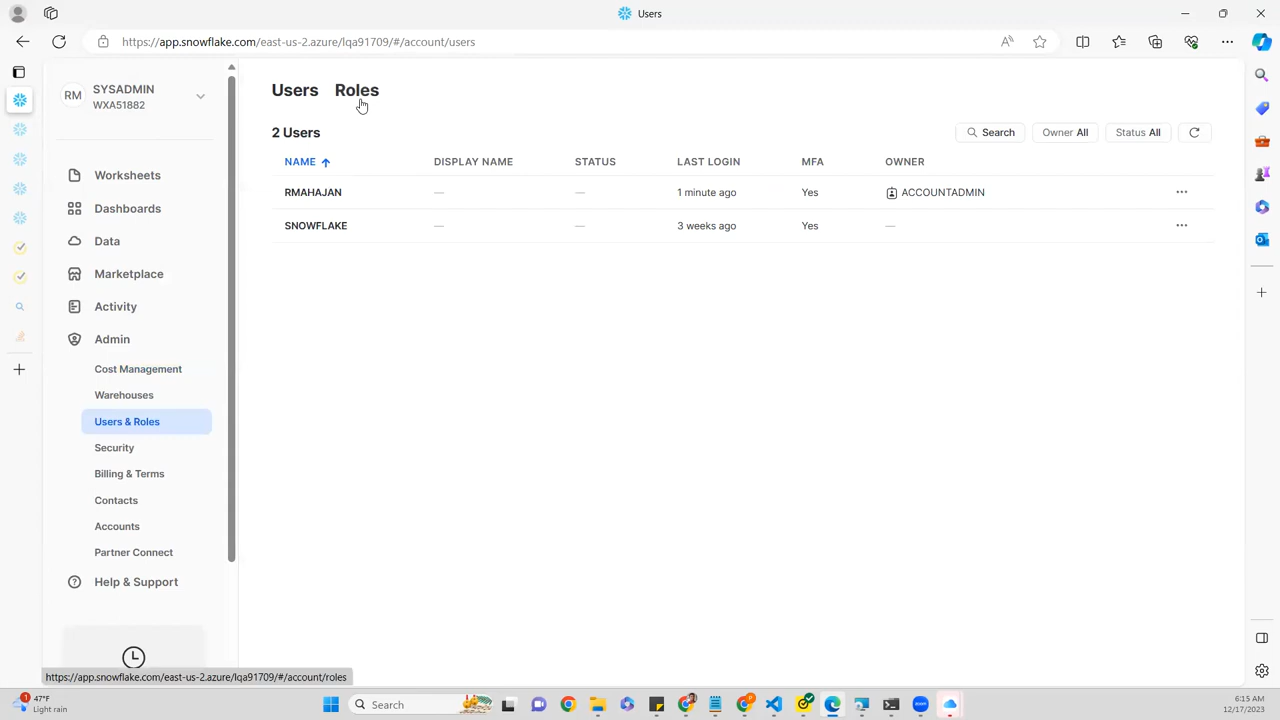 Users
https://app.snowflake.com/east-us-2.azure/lqa91709/#/account/users
RM
SYSADMIN
WXA51882
Worksheets
Dashboards
Data
Marketplace
Activity
Admin
Cost Management
Warehouses
Users & Roles
Security
Billing & Terms
Contacts
Accounts
Partner Connect
Help & Support
Users Roles
2 Users
Search
Owner All
Status All
NAME DISPLAY NAME STATUS LAST LOGIN MFA OWNER
RMAHAJAN — — 1 minute ago Yes ACCOUNTADMIN
SNOWFLAKE — — 3 weeks ago Yes —
https://app.snowflake.com/east-us-2.azure/lqa91709/#/account/roles
1
47°F
Light rain
Search
6:15 AM
12/17/2023